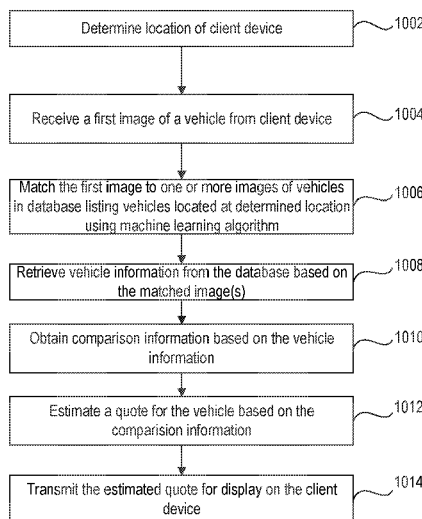 Determine location of client device
1002
Receive a first image of a vehicle from client device
1004
Match the first image to one or more images of vehicles
in database listing vehicles located at determined location
using machine learning algorithm
1006
Retrieve vehicle information from the database based on
the matched image(s)
1008
Obtain comparison information based on the vehicle
information
1010
Estimate a quote for the vehicle based on the
comparision information
1012
Transmit the estimated quote for display on the client
device
1014